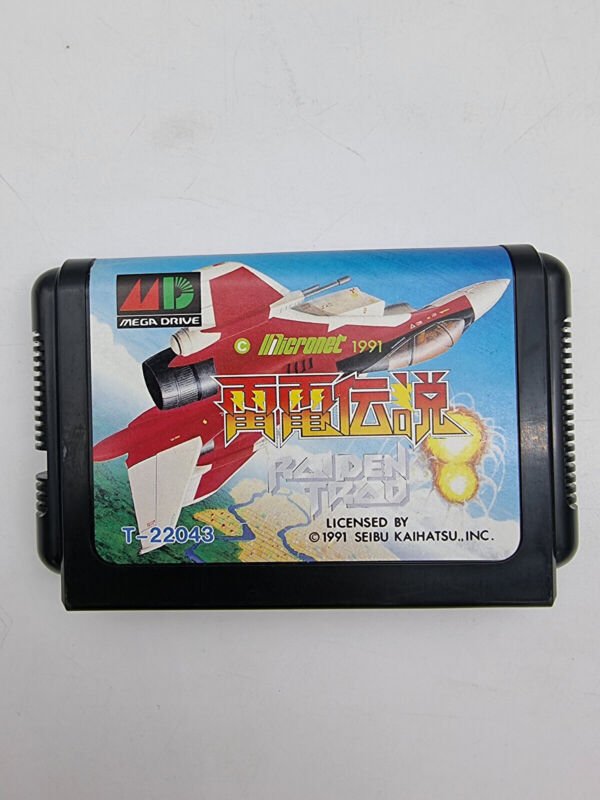 MD
MEGA DRIVE
© Micronet 1991
雷電伝説
RAIDEN
TRAD
T-22043
LICENSED BY
© 1991 SEIBU KAIHATSU., INC.